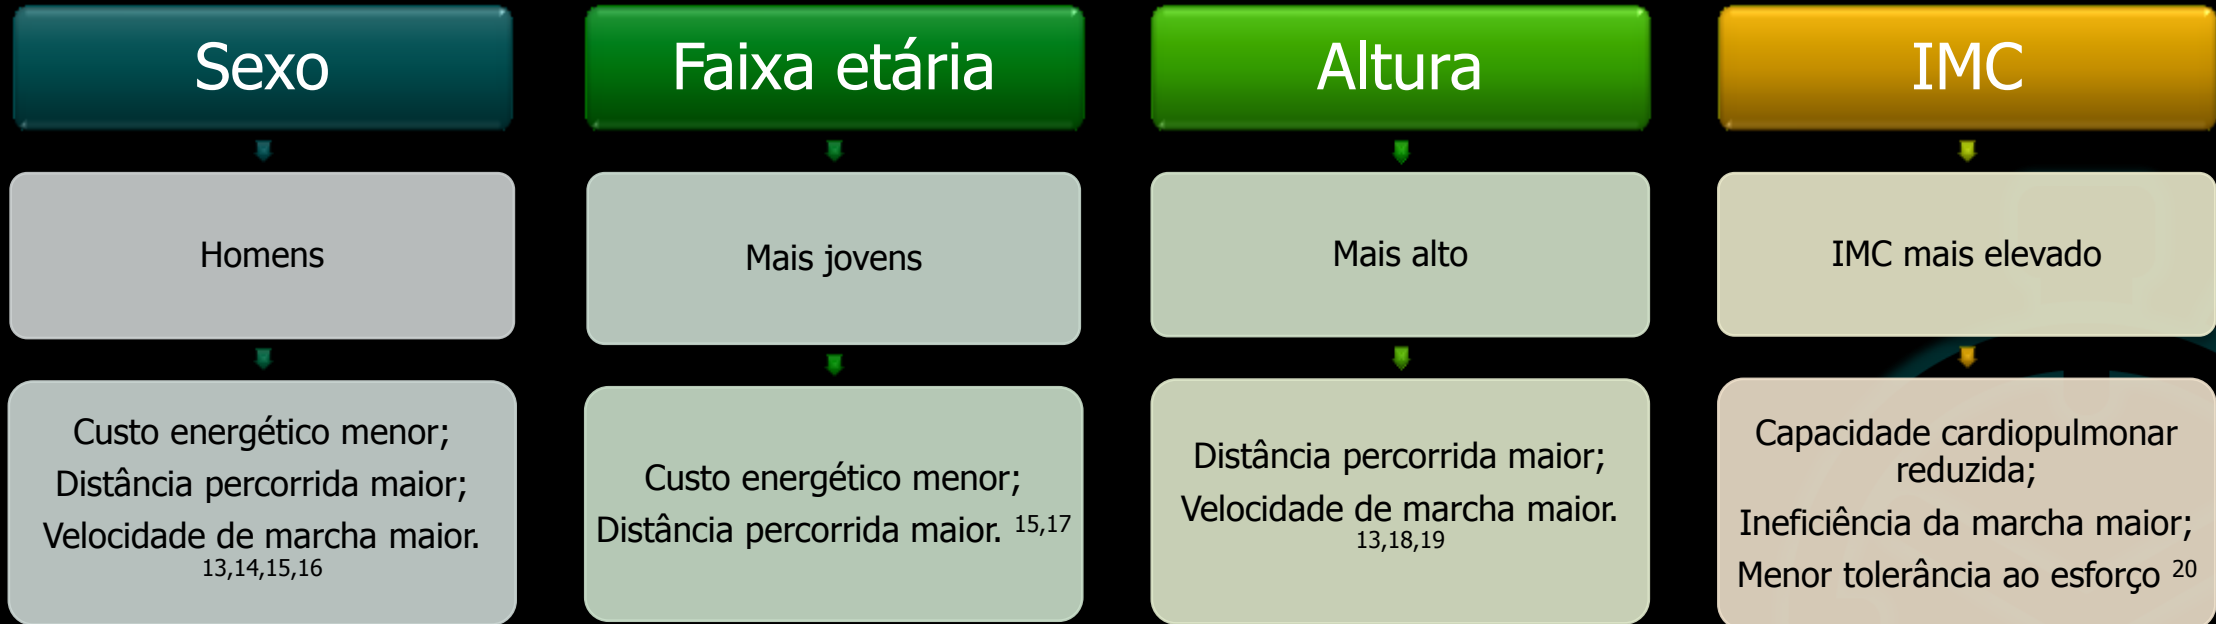 Sexo
Homens
Custo energético menor;
Distância percorrida maior;
Velocidade de marcha maior.
13,14,15,16
Faixa etária
Mais jovens
Custo energético menor;
Distância percorrida maior. 15,17
Altura
Mais alto
Distância percorrida maior;
Velocidade de marcha maior.
13,18,19
IMC
IMC mais elevado
Capacidade cardiopulmonar
reduzida;
Ineficiência da marcha maior;
Menor tolerância ao esforço 20